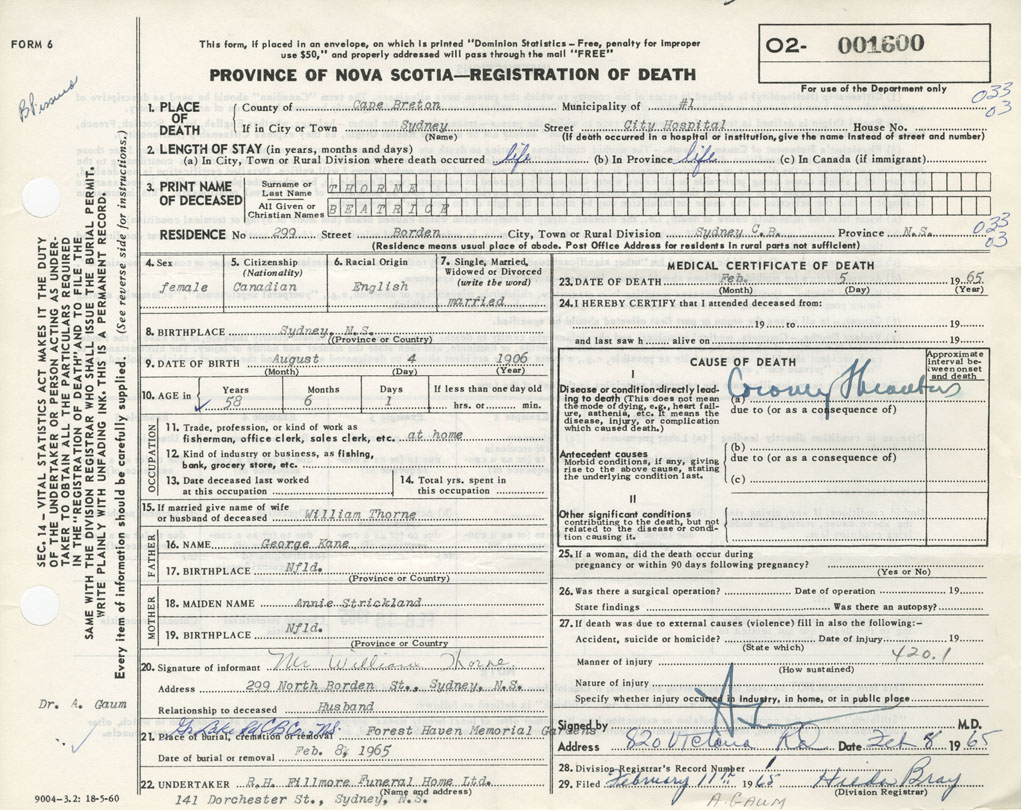 FORM 6
This form, if placed in an envelope, on which is printed "Dominion Statistics – Free, penalty for improper
use $50," and properly addressed will pass through the mail "FREE"
PROVINCE OF NOVA SCOTIA—REGISTRATION OF DEATH
O2- 001600
For use of the Department only
033
03
1. PLACE OF DEATH
County of Cape Breton Municipality of #1
If in City or Town Sydney Street City Hospital House No.
(Name) (If death occurred in a hospital or institution, give the name instead of street and number)
2. LENGTH OF STAY (in years, months and days)
(a) In City, Town or Rural Division where death occurred life (b) In Province life (c) In Canada (if immigrant)
3. PRINT NAME OF DECEASED
Surname or Last Name THORNE
All Given or Christian Names BEATRICE
RESIDENCE No 299 Street Borden City, Town or Rural Division Sydney C.B. Province N.S.
(Residence means usual place of abode. Post Office Address for residents in rural parts not sufficient)
033
03
SEC. 14 – VITAL STATISTICS ACT MAKES IT THE DUTY
OF THE UNDERTAKER OR PERSON ACTING AS UNDER-
TAKER TO OBTAIN ALL THE PARTICULARS REQUIRED
IN THE "REGISTRATION OF DEATH" AND TO FILE THE
SAME WITH THE DIVISION REGISTRAR WHO SHALL ISSUE THE BURIAL PERMIT.
WRITE PLAINLY WITH UNFADING INK. THIS IS A PERMANENT RECORD.
Every item of information should be carefully supplied. (See reverse side for instructions.)
4. Sex
female
5. Citizenship
(Nationality)
Canadian
6. Racial Origin
English
7. Single, Married,
Widowed or Divorced
(write the word)
married
8. BIRTHPLACE Sydney, N.S.
(Province or Country)
9. DATE OF BIRTH August 4 1906
(Month) (Day) (Year)
10. AGE in
Years Months Days If less than one day old
58 6 1 hrs. or min.
OCCUPATION
11. Trade, profession, or kind of work as
fisherman, office clerk, sales clerk, etc. at home
12. Kind of industry or business, as fishing,
bank, grocery store, etc.
13. Date deceased last worked
at this occupation
14. Total yrs. spent in
this occupation
15. If married give name of wife
or husband of deceased William Thorne
FATHER
16. NAME George Kane
17. BIRTHPLACE Nfld.
(Province or Country)
MOTHER
18. MAIDEN NAME Annie Strickland
19. BIRTHPLACE Nfld.
(Province or Country)
20. Signature of informant Mr William Thorne
Address 299 North Borden St., Sydney, N.S.
Relationship to deceased Husband
21. Place of burial, cremation or removal Forest Haven Memorial Gardens
Date of burial or removal Feb. 8, 1965
22. UNDERTAKER R.H. Fillmore Funeral Home Ltd.
(Name and address)
141 Dorchester St., Sydney, N.S.
Dr. A. Gaum
9004–3.2: 18-5-60
MEDICAL CERTIFICATE OF DEATH
23. DATE OF DEATH Feb. 5 1965
(Month) (Day) (Year)
24. I HEREBY CERTIFY that I attended deceased from:
19 to 19
and last saw h alive on 19
CAUSE OF DEATH
Approximate interval between onset and death
I
Disease or condition directly lead-
ing to death (This does not mean
the mode of dying, e.g., heart fail-
ure, asthenia, etc. It means the
disease, injury, or complication
which caused death.)
(a) Coronary Thrombosis
due to (or as a consequence of)
Antecedent causes
Morbid conditions, if any, giving
rise to the above cause, stating
the underlying condition last.
(b)
due to (or as a consequence of)
(c)
II
Other significant conditions
contributing to the death, but not
related to the disease or condi-
tion causing it.
25. If a woman, did the death occur during
pregnancy or within 90 days following pregnancy?
(Yes or No)
26. Was there a surgical operation? Date of operation 19
State findings Was there an autopsy?
27. If death was due to external causes (violence) fill in also the following:–
Accident, suicide or homicide? Date of injury 19
(State which)
420.1
Manner of injury
(How sustained)
Nature of injury
Specify whether injury occurred in industry, in home, or in public place
Signed by M.D.
Address 820 Victoria Rd Date Feb 8 1965
28. Division Registrar's Record Number
29. Filed February 11th 1965 Hilda Bray
(Division Registrar)
A GAUM